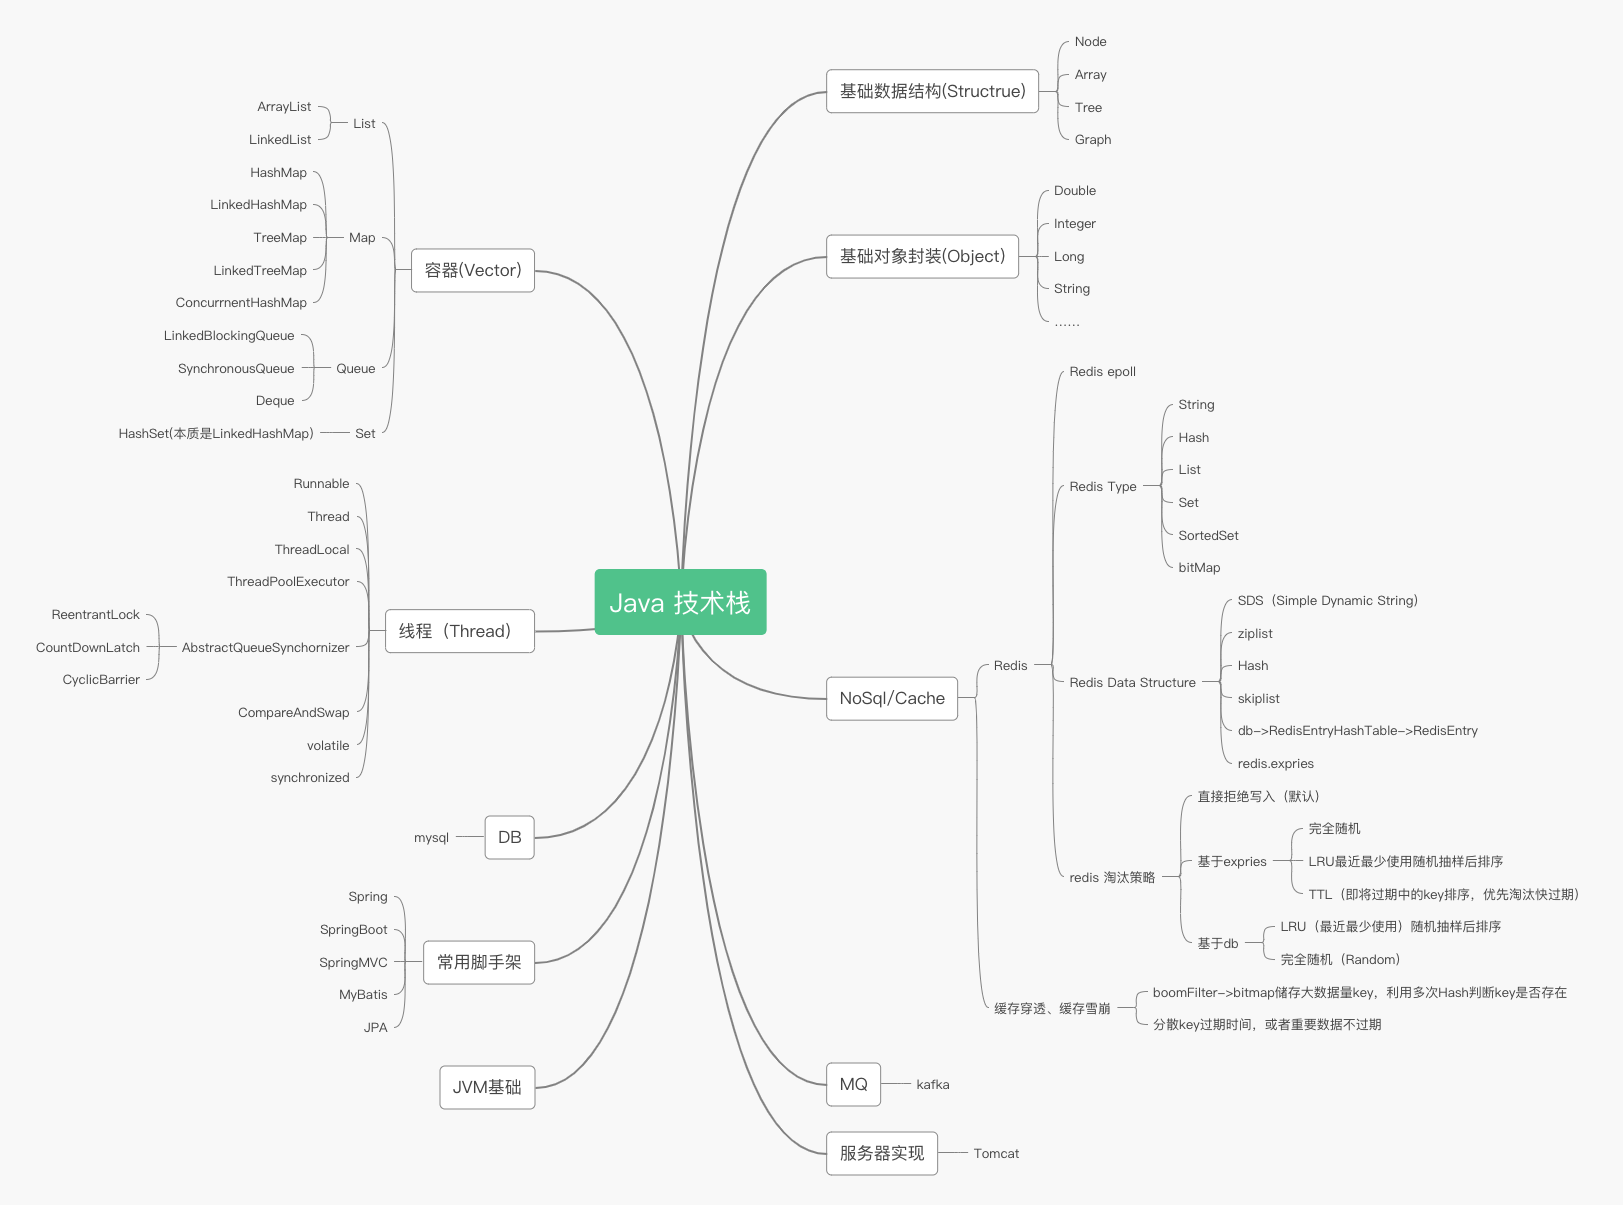 Java 技术栈
基础数据结构(Structrue)
Node
Array
Tree
Graph
基础对象封装(Object)
Double
Integer
Long
String
……
NoSql/Cache
Redis
Redis epoll
Redis Type
String
Hash
List
Set
SortedSet
bitMap
Redis Data Structure
SDS（Simple Dynamic String）
ziplist
Hash
skiplist
db->RedisEntryHashTable->RedisEntry
redis.expries
redis 淘汰策略
直接拒绝写入（默认）
基于expries
完全随机
LRU最近最少使用随机抽样后排序
TTL（即将过期中的key排序，优先淘汰快过期）
基于db
LRU（最近最少使用）随机抽样后排序
完全随机（Random）
缓存穿透、缓存雪崩
boomFilter->bitmap储存大数据量key，利用多次Hash判断key是否存在
分散key过期时间，或者重要数据不过期
MQ
kafka
服务器实现
Tomcat
容器(Vector)
List
ArrayList
LinkedList
Map
HashMap
LinkedHashMap
TreeMap
LinkedTreeMap
ConcurrnentHashMap
Queue
LinkedBlockingQueue
SynchronousQueue
Deque
Set
HashSet(本质是LinkedHashMap)
线程（Thread）
Runnable
Thread
ThreadLocal
ThreadPoolExecutor
AbstractQueueSynchornizer
ReentrantLock
CountDownLatch
CyclicBarrier
CompareAndSwap
volatile
synchronized
DB
mysql
常用脚手架
Spring
SpringBoot
SpringMVC
MyBatis
JPA
JVM基础